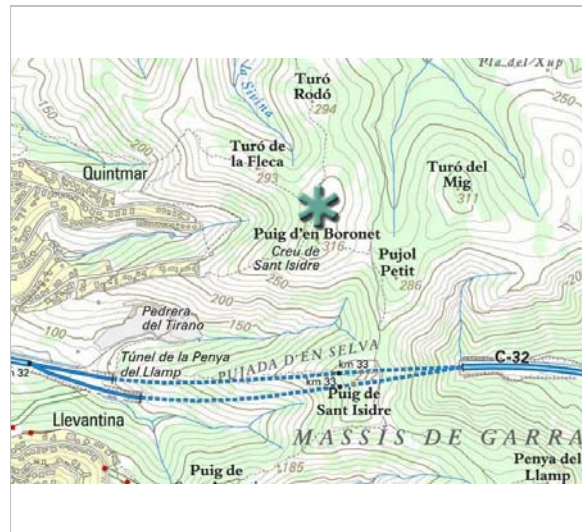 Pla del Xup
Turó
Rodó
294
la Sivina
250
150
200
Turó de
la Fleca
293
Quintmar
Turó del
Mig
311
Puig d'en Boronet
316
Creu de
Sant Isidre
Pujol
Petit
286
250
200
200
150
100
Pedrera
del Tirano
Túnel de la Penya
del Llamp
PUJADA D'EN SELVA
km 33
C-32
km 33
32
Puig de
Sant Isidre
Llevantina
MASSÍS DE GARRA
Penya del
Llamp
Puig de
185